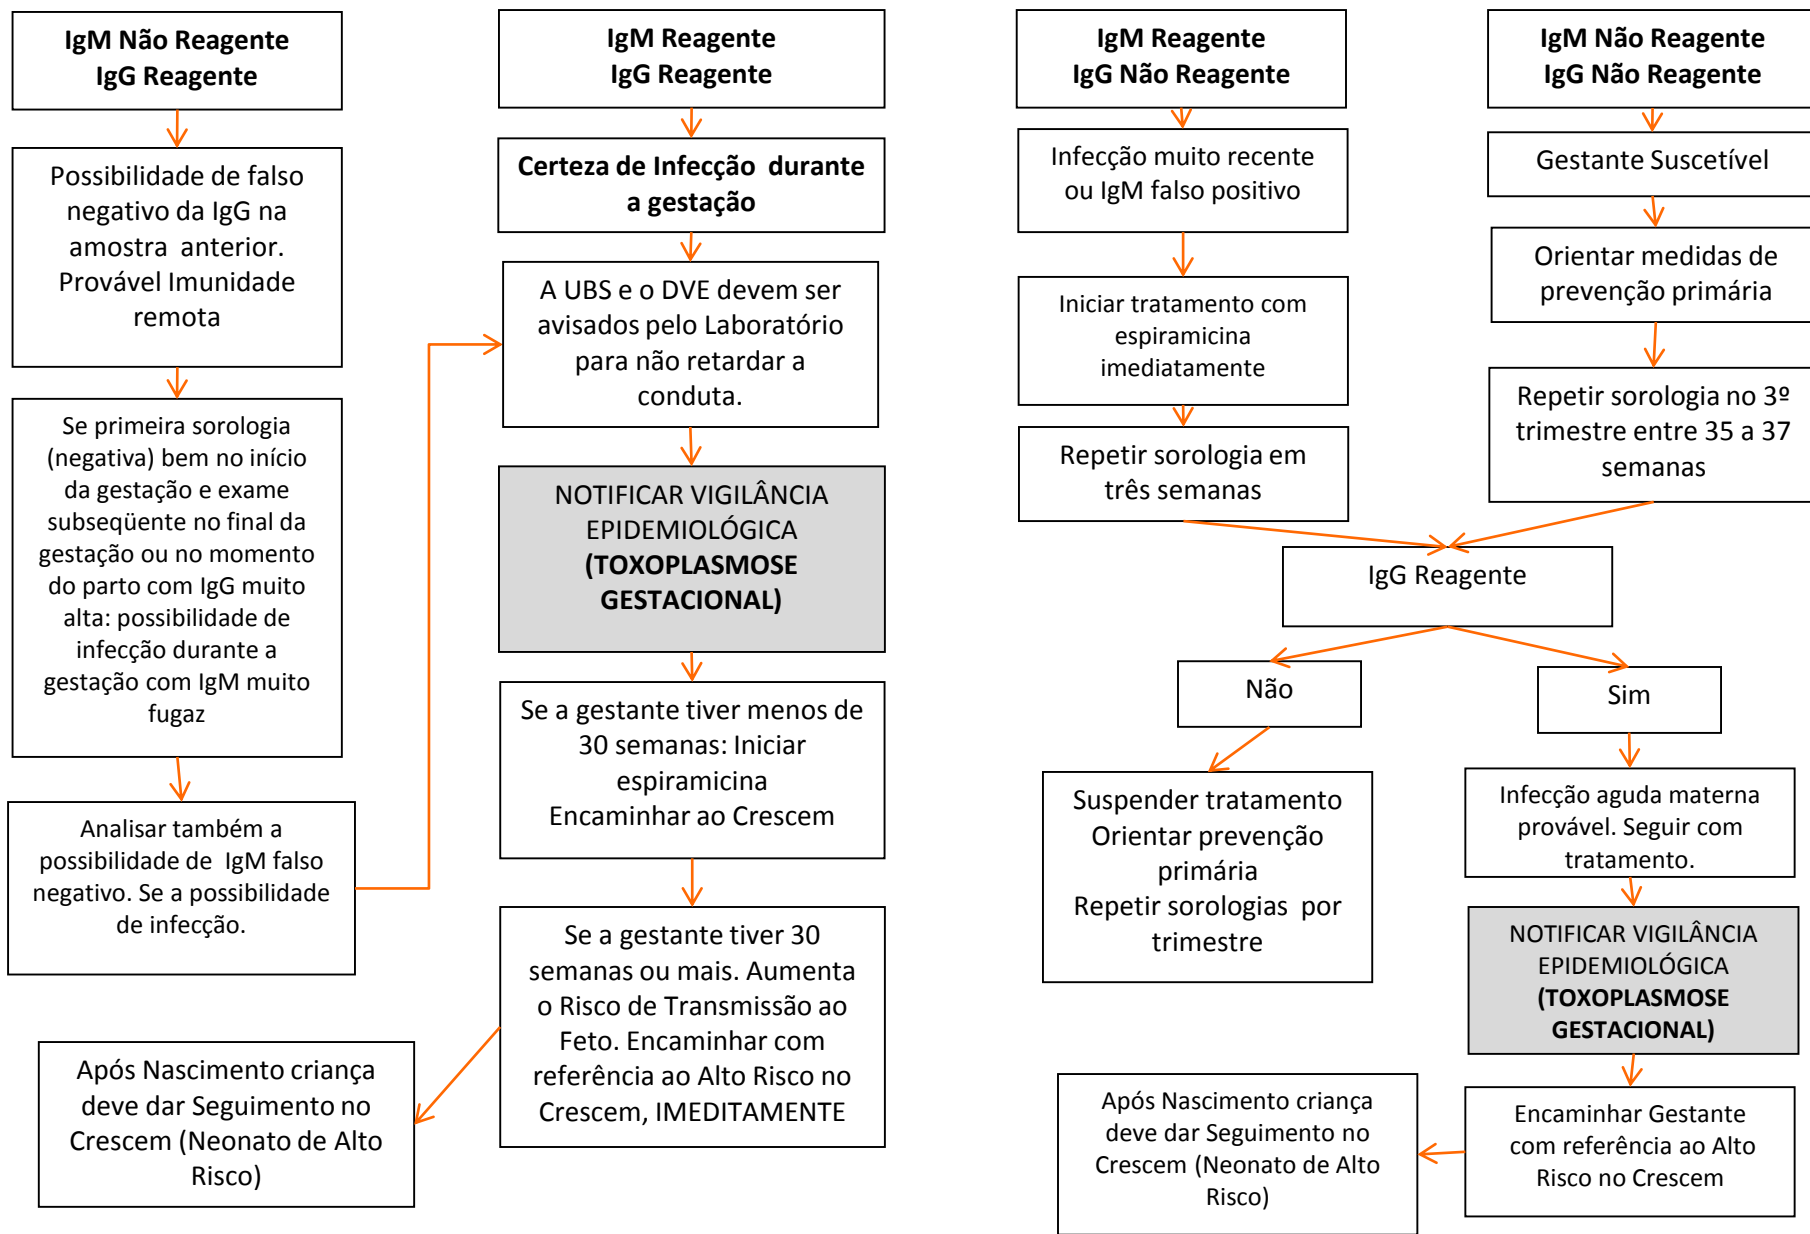 IgM Não Reagente
IgG Reagente
Possibilidade de falso
negativo da IgG na
amostra anterior.
Provável Imunidade
remota
Se primeira sorologia
(negativa) bem no início
da gestação e exame
subseqüente no final da
gestação ou no momento
do parto com IgG muito
alta: possibilidade de
infecção durante a
gestação com IgM muito
fugaz
Analisar também a
possibilidade de IgM falso
negativo. Se a possibilidade
de infecção.
IgM Reagente
IgG Reagente
Certeza de Infecção durante
a gestação
A UBS e o DVE devem ser
avisados pelo Laboratório
para não retardar a
conduta.
NOTIFICAR VIGILÂNCIA
EPIDEMIOLÓGICA
(TOXOPLASMOSE
GESTACIONAL)
Se a gestante tiver menos de
30 semanas: Iniciar
espiramicina
Encaminhar ao Crescem
Se a gestante tiver 30
semanas ou mais. Aumenta
o Risco de Transmissão ao
Feto. Encaminhar com
referência ao Alto Risco no
Crescem, IMEDITAMENTE
Após Nascimento criança
deve dar Seguimento no
Crescem (Neonato de Alto
Risco)
IgM Reagente
IgG Não Reagente
Infecção muito recente
ou IgM falso positivo
Iniciar tratamento com
espiramicina
imediatamente
Repetir sorologia em
três semanas
IgM Não Reagente
IgG Não Reagente
Gestante Suscetível
Orientar medidas de
prevenção primária
Repetir sorologia no 3º
trimestre entre 35 a 37
semanas
IgG Reagente
Não
Suspender tratamento
Orientar prevenção
primária
Repetir sorologias por
trimestre
Sim
Infecção aguda materna
provável. Seguir com
tratamento.
NOTIFICAR VIGILÂNCIA
EPIDEMIOLÓGICA
(TOXOPLASMOSE
GESTACIONAL)
Encaminhar Gestante
com referência ao Alto
Risco no Crescem
Após Nascimento criança
deve dar Seguimento no
Crescem (Neonato de Alto
Risco)